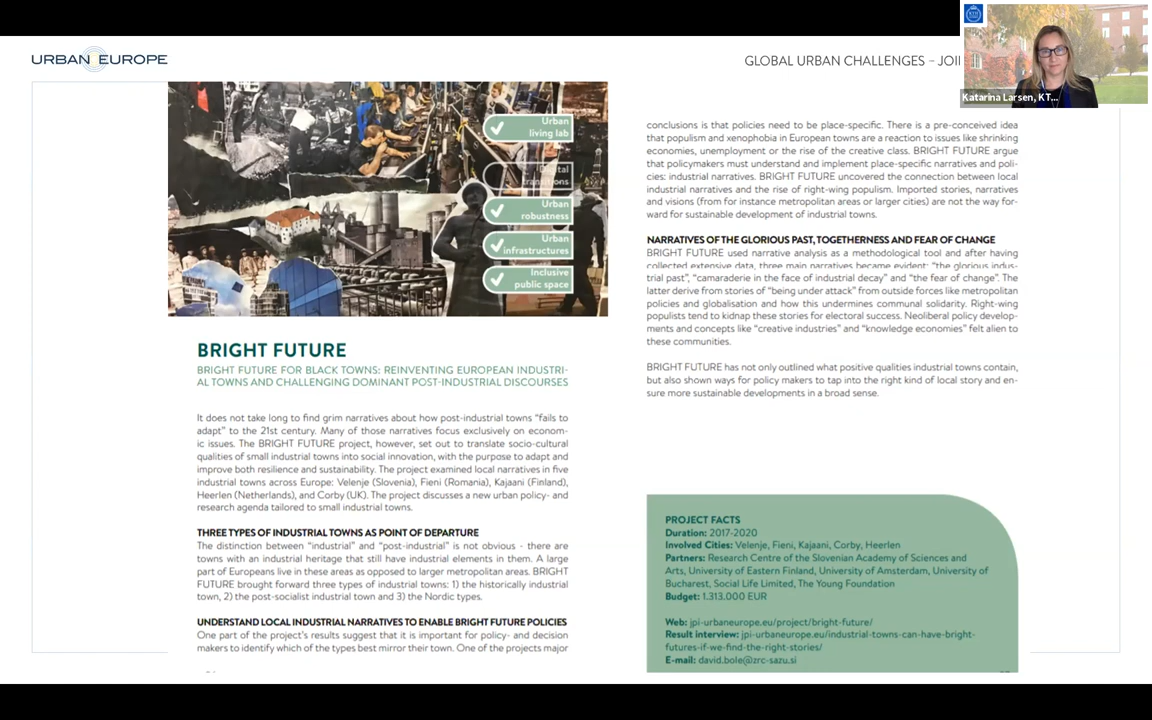 URBAN EUROPE
GLOBAL URBAN CHALLENGES – JOI
KTH
Katarina Larsen, KT...
Urban
living lab
Digital
transitions
Urban
robustness
Urban
infrastructures
Inclusive
public space
BRIGHT FUTURE
BRIGHT FUTURE FOR BLACK TOWNS: REINVENTING EUROPEAN INDUSTRI-
AL TOWNS AND CHALLENGING DOMINANT POST-INDUSTRIAL DISCOURSES
It does not take long to find grim narratives about how post-industrial towns “fails to
adapt” to the 21st century. Many of those narratives focus exclusively on econom-
ic issues. The BRIGHT FUTURE project, however, set out to translate socio-cultural
qualities of small industrial towns into social innovation, with the purpose to adapt and
improve both resilience and sustainability. The project examined local narratives in five
industrial towns across Europe: Velenje (Slovenia), Fieni (Romania), Kajaani (Finland),
Heerlen (Netherlands), and Corby (UK). The project discusses a new urban policy- and
research agenda tailored to small industrial towns.
THREE TYPES OF INDUSTRIAL TOWNS AS POINT OF DEPARTURE
The distinction between “industrial” and “post-industrial” is not obvious - there are
towns with an industrial heritage that still have industrial elements in them. A large
part of Europeans live in these areas as opposed to larger metropolitan areas. BRIGHT
FUTURE brought forward three types of industrial towns: 1) the historically industrial
town, 2) the post-socialist industrial town and 3) the Nordic types.
UNDERSTAND LOCAL INDUSTRIAL NARRATIVES TO ENABLE BRIGHT FUTURE POLICIES
One part of the project’s results suggest that it is important for policy- and decision
makers to identify which of the types best mirror their town. One of the projects major
conclusions is that policies need to be place-specific. There is a pre-conceived idea
that populism and xenophobia in European towns are a reaction to issues like shrinking
economies, unemployment or the rise of the creative class. BRIGHT FUTURE argue
that policymakers must understand and implement place-specific narratives and poli-
cies: industrial narratives. BRIGHT FUTURE uncovered the connection between local
industrial narratives and the rise of right-wing populism. Imported stories, narratives
and visions (from for instance metropolitan areas or larger cities) are not the way for-
ward for sustainable development of industrial towns.
NARRATIVES OF THE GLORIOUS PAST, TOGETHERNESS AND FEAR OF CHANGE
BRIGHT FUTURE used narrative analysis as a methodological tool and after having
collected extensive data, three main narratives became evident: “the glorious indus-
trial past”, “camaraderie in the face of industrial decay” and “the fear of change”. The
latter derive from stories of “being under attack” from outside forces like metropolitan
policies and globalisation and how this undermines communal solidarity. Right-wing
populists tend to kidnap these stories for electoral success. Neoliberal policy develop-
ments and concepts like “creative industries” and “knowledge economies” felt alien to
these communities.
BRIGHT FUTURE has not only outlined what positive qualities industrial towns contain,
but also shown ways for policy makers to tap into the right kind of local story and en-
sure more sustainable developments in a broad sense.
PROJECT FACTS
Duration: 2017-2020
Involved Cities: Velenje, Fieni, Kajaani, Corby, Heerlen
Partners: Research Centre of the Slovenian Academy of Sciences and
Arts, University of Eastern Finland, University of Amsterdam, University of
Bucharest, Social Life Limited, The Young Foundation
Budget: 1.313.000 EUR
Web: jpi-urbaneurope.eu/project/bright-future/
Result interview: jpi-urbaneurope.eu/industrial-towns-can-have-bright-
futures-if-we-find-the-right-stories/
E-mail: david.bole@zrc-sazu.si